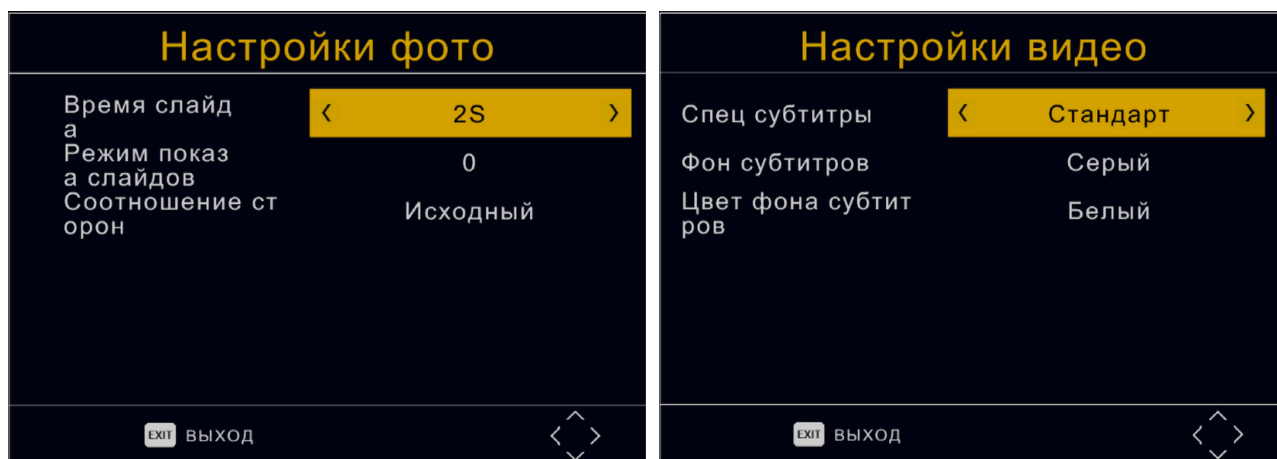 Настройки фото
Время слайд
а
2S
Режим показ
а слайдов
0
Соотношение ст
орон
Исходный
EXIT ВЫХОД
Настройки видео
Спец субтитры
Стандарт
Фон субтитров
Серый
Цвет фона субтит
ров
Белый
EXIT ВЫХОД